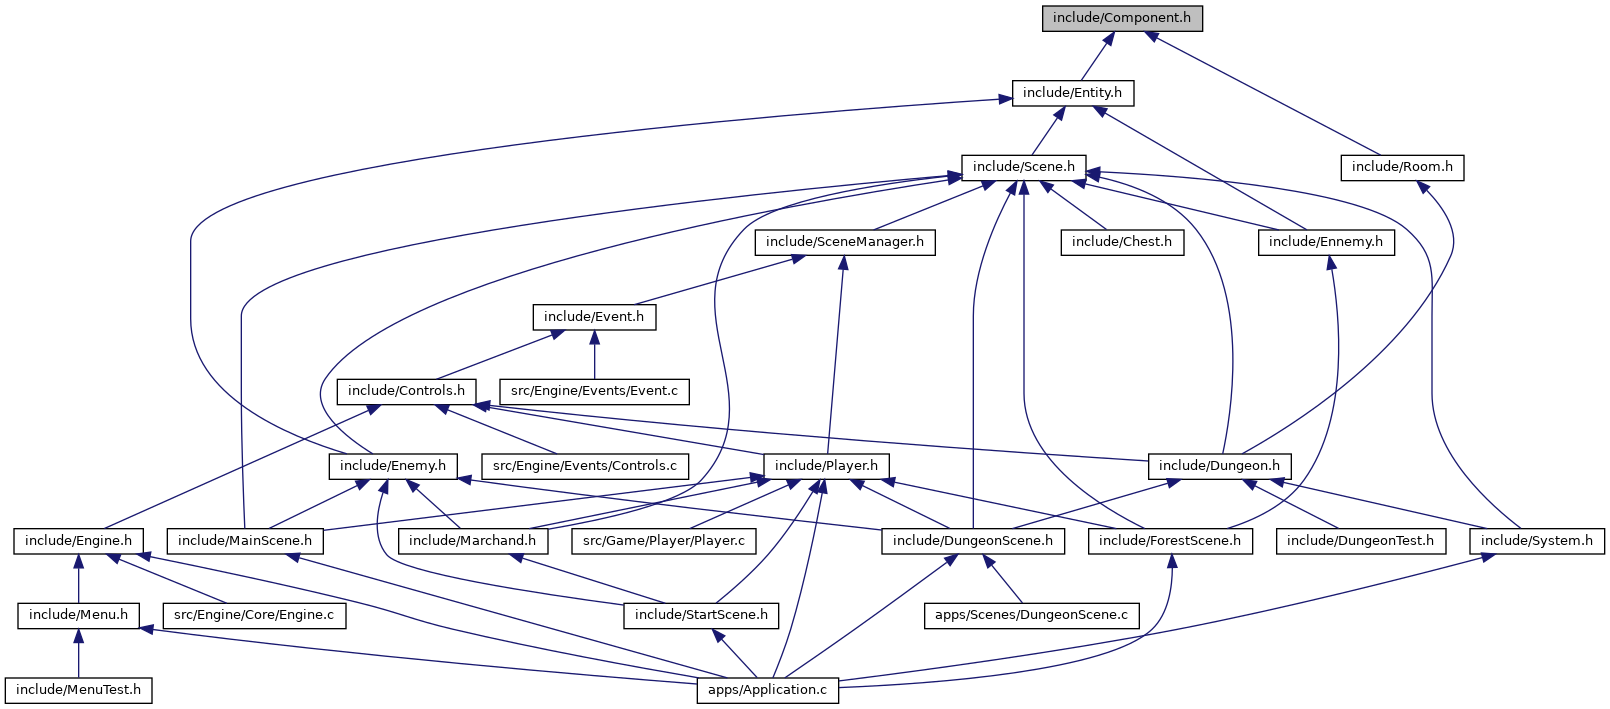 include/Component.h
include/Entity.h
include/Scene.h
include/Room.h
include/SceneManager.h
include/Chest.h
include/Ennemy.h
include/Event.h
include/Controls.h
src/Engine/Events/Event.c
include/Enemy.h
src/Engine/Events/Controls.c
include/Player.h
include/Dungeon.h
include/Engine.h
include/MainScene.h
include/Marchand.h
src/Game/Player/Player.c
include/DungeonScene.h
include/ForestScene.h
include/DungeonTest.h
include/System.h
include/Menu.h
src/Engine/Core/Engine.c
include/StartScene.h
apps/Scenes/DungeonScene.c
include/MenuTest.h
apps/Application.c